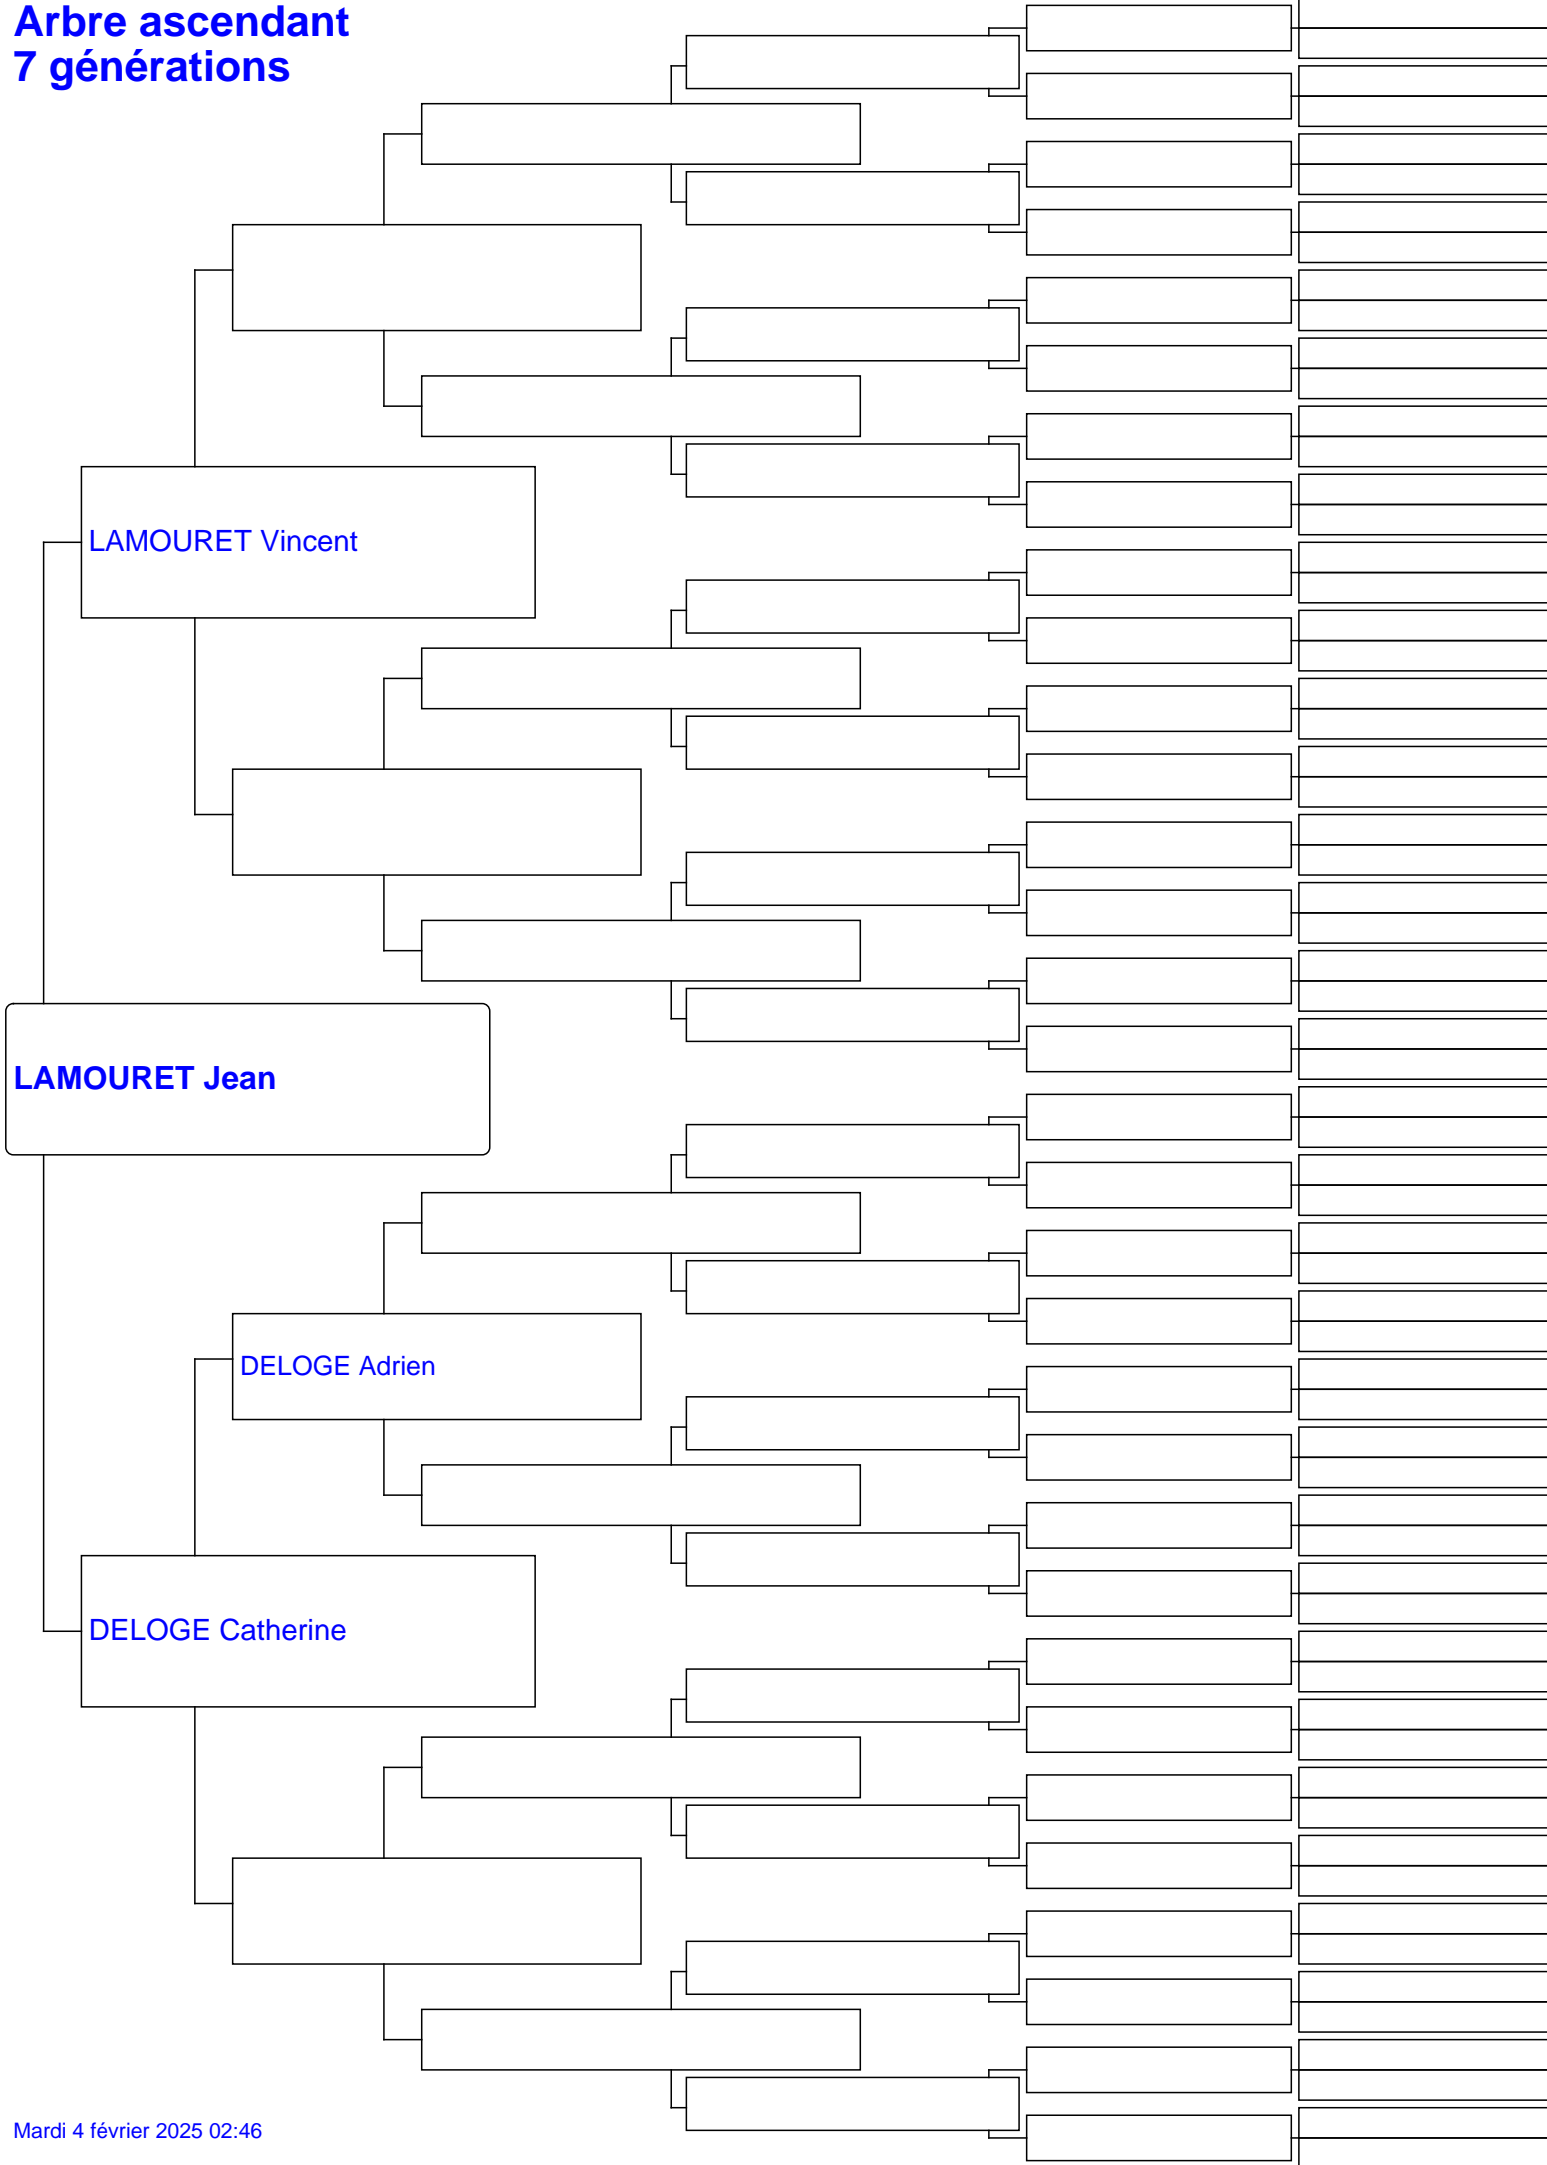 Arbre ascendant
7 générations
LAMOURET Vincent
LAMOURET Jean
DELOGE Adrien
DELOGE Catherine
Mardi 4 février 2025 02:46